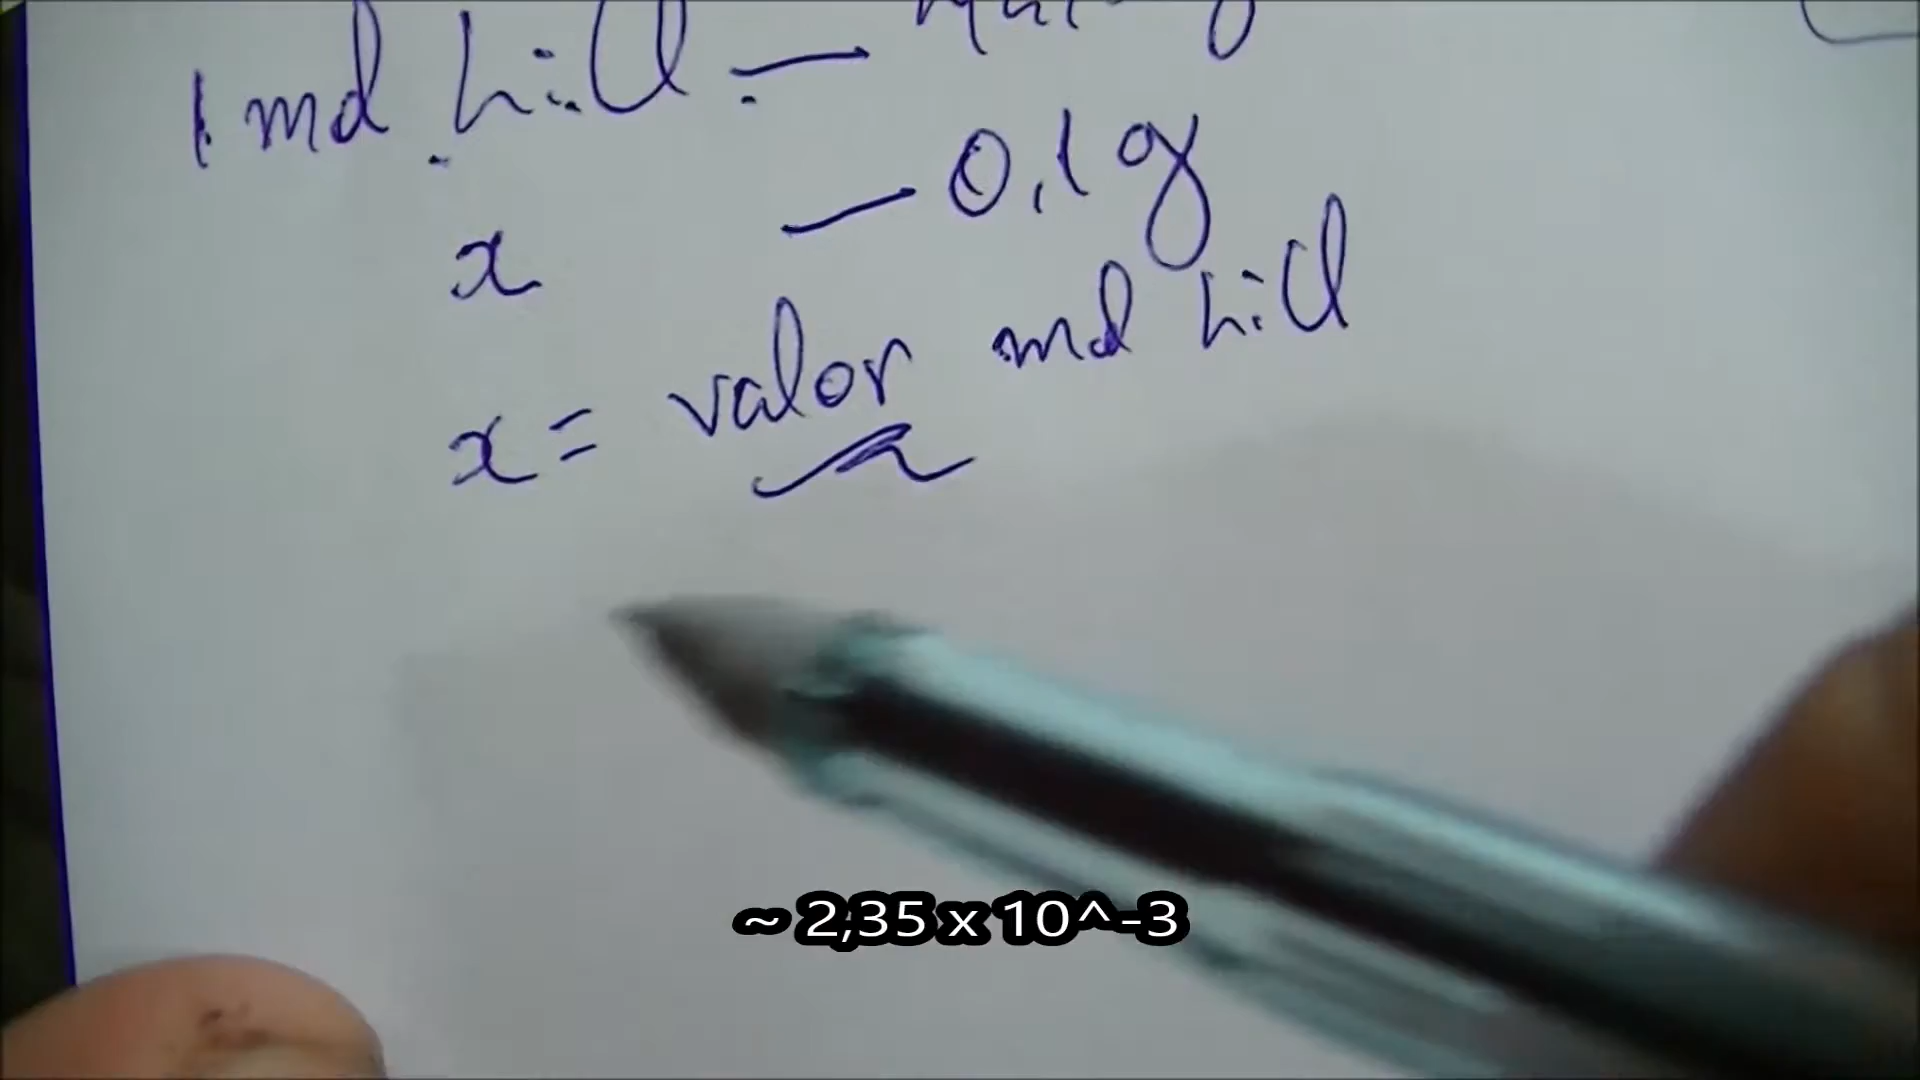 1 mol LiCl —
x — 0,1 g
x = valor mol LiCl
~ 2,35 x 10^-3